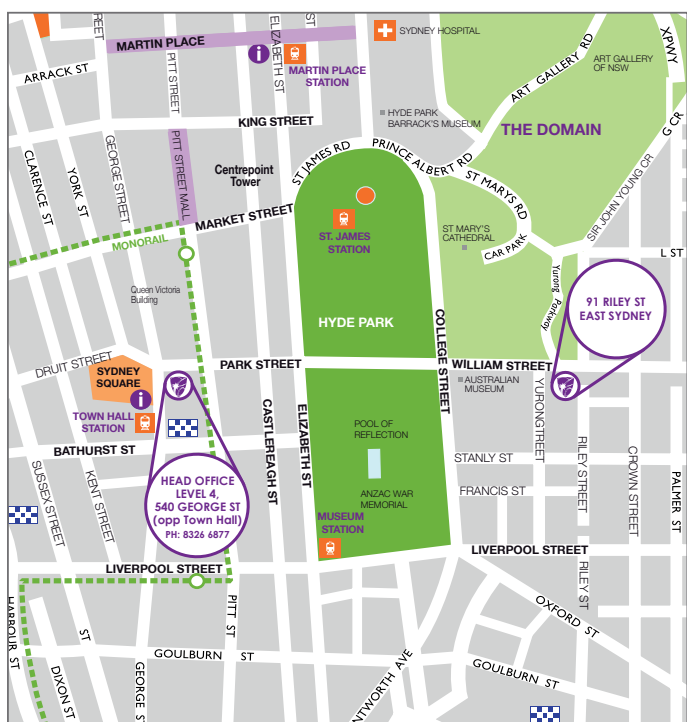 REET
MARTIN PLACE
ELIZABETH ST
ST
SYDNEY HOSPITAL
XPWY
ARRACK ST
PITT STREET
i
MARTIN PLACE
STATION
ART GALLERY RD
ART GALLERY
OF NSW
KING STREET
HYDE PARK
BARRACK'S MUSEUM
THE DOMAIN
G CR
CLARENCE ST
YORK ST
GEORGE STREET
PITT STREET MALL
Centrepoint
Tower
ST JAMES RD
PRINCE ALBERT RD
ST MARYS RD
SIR JOHN YOUNG CR
MARKET STREET
MONORAIL
ST. JAMES
STATION
ST MARY'S
CATHEDRAL
CAR PARK
L ST
Queen Victoria
Building
Yurong Parkway
91 RILEY ST
EAST SYDNEY
HYDE PARK
COLLEGE STREET
DRUIT STREET
PARK STREET
WILLIAM STREET
SYDNEY
SQUARE
i
AUSTRALIAN
MUSEUM
TOWN HALL
STATION
CASTLEREAGH ST
ELIZABETH ST
YURONGTREET
POOL OF
REFLECTION
BATHURST ST
STANLY ST
RILEY STREET
CROWN STREET
PALMER ST
SUSSEX STREET
KENT STREET
HEAD OFFICE
LEVEL 4,
540 GEORGE ST
(opp Town Hall)
PH: 8326 6877
ANZAC WAR
MEMORIAL
FRANCIS ST
MUSEUM
STATION
LIVERPOOL STREET
LIVERPOOL STREET
HARBOUR ST
PITT ST
RILEY ST
OXFORD ST
ST
GOULBURN ST
GOULBURN ST
DIXON ST
GEORGE S
NTWORTH AVE